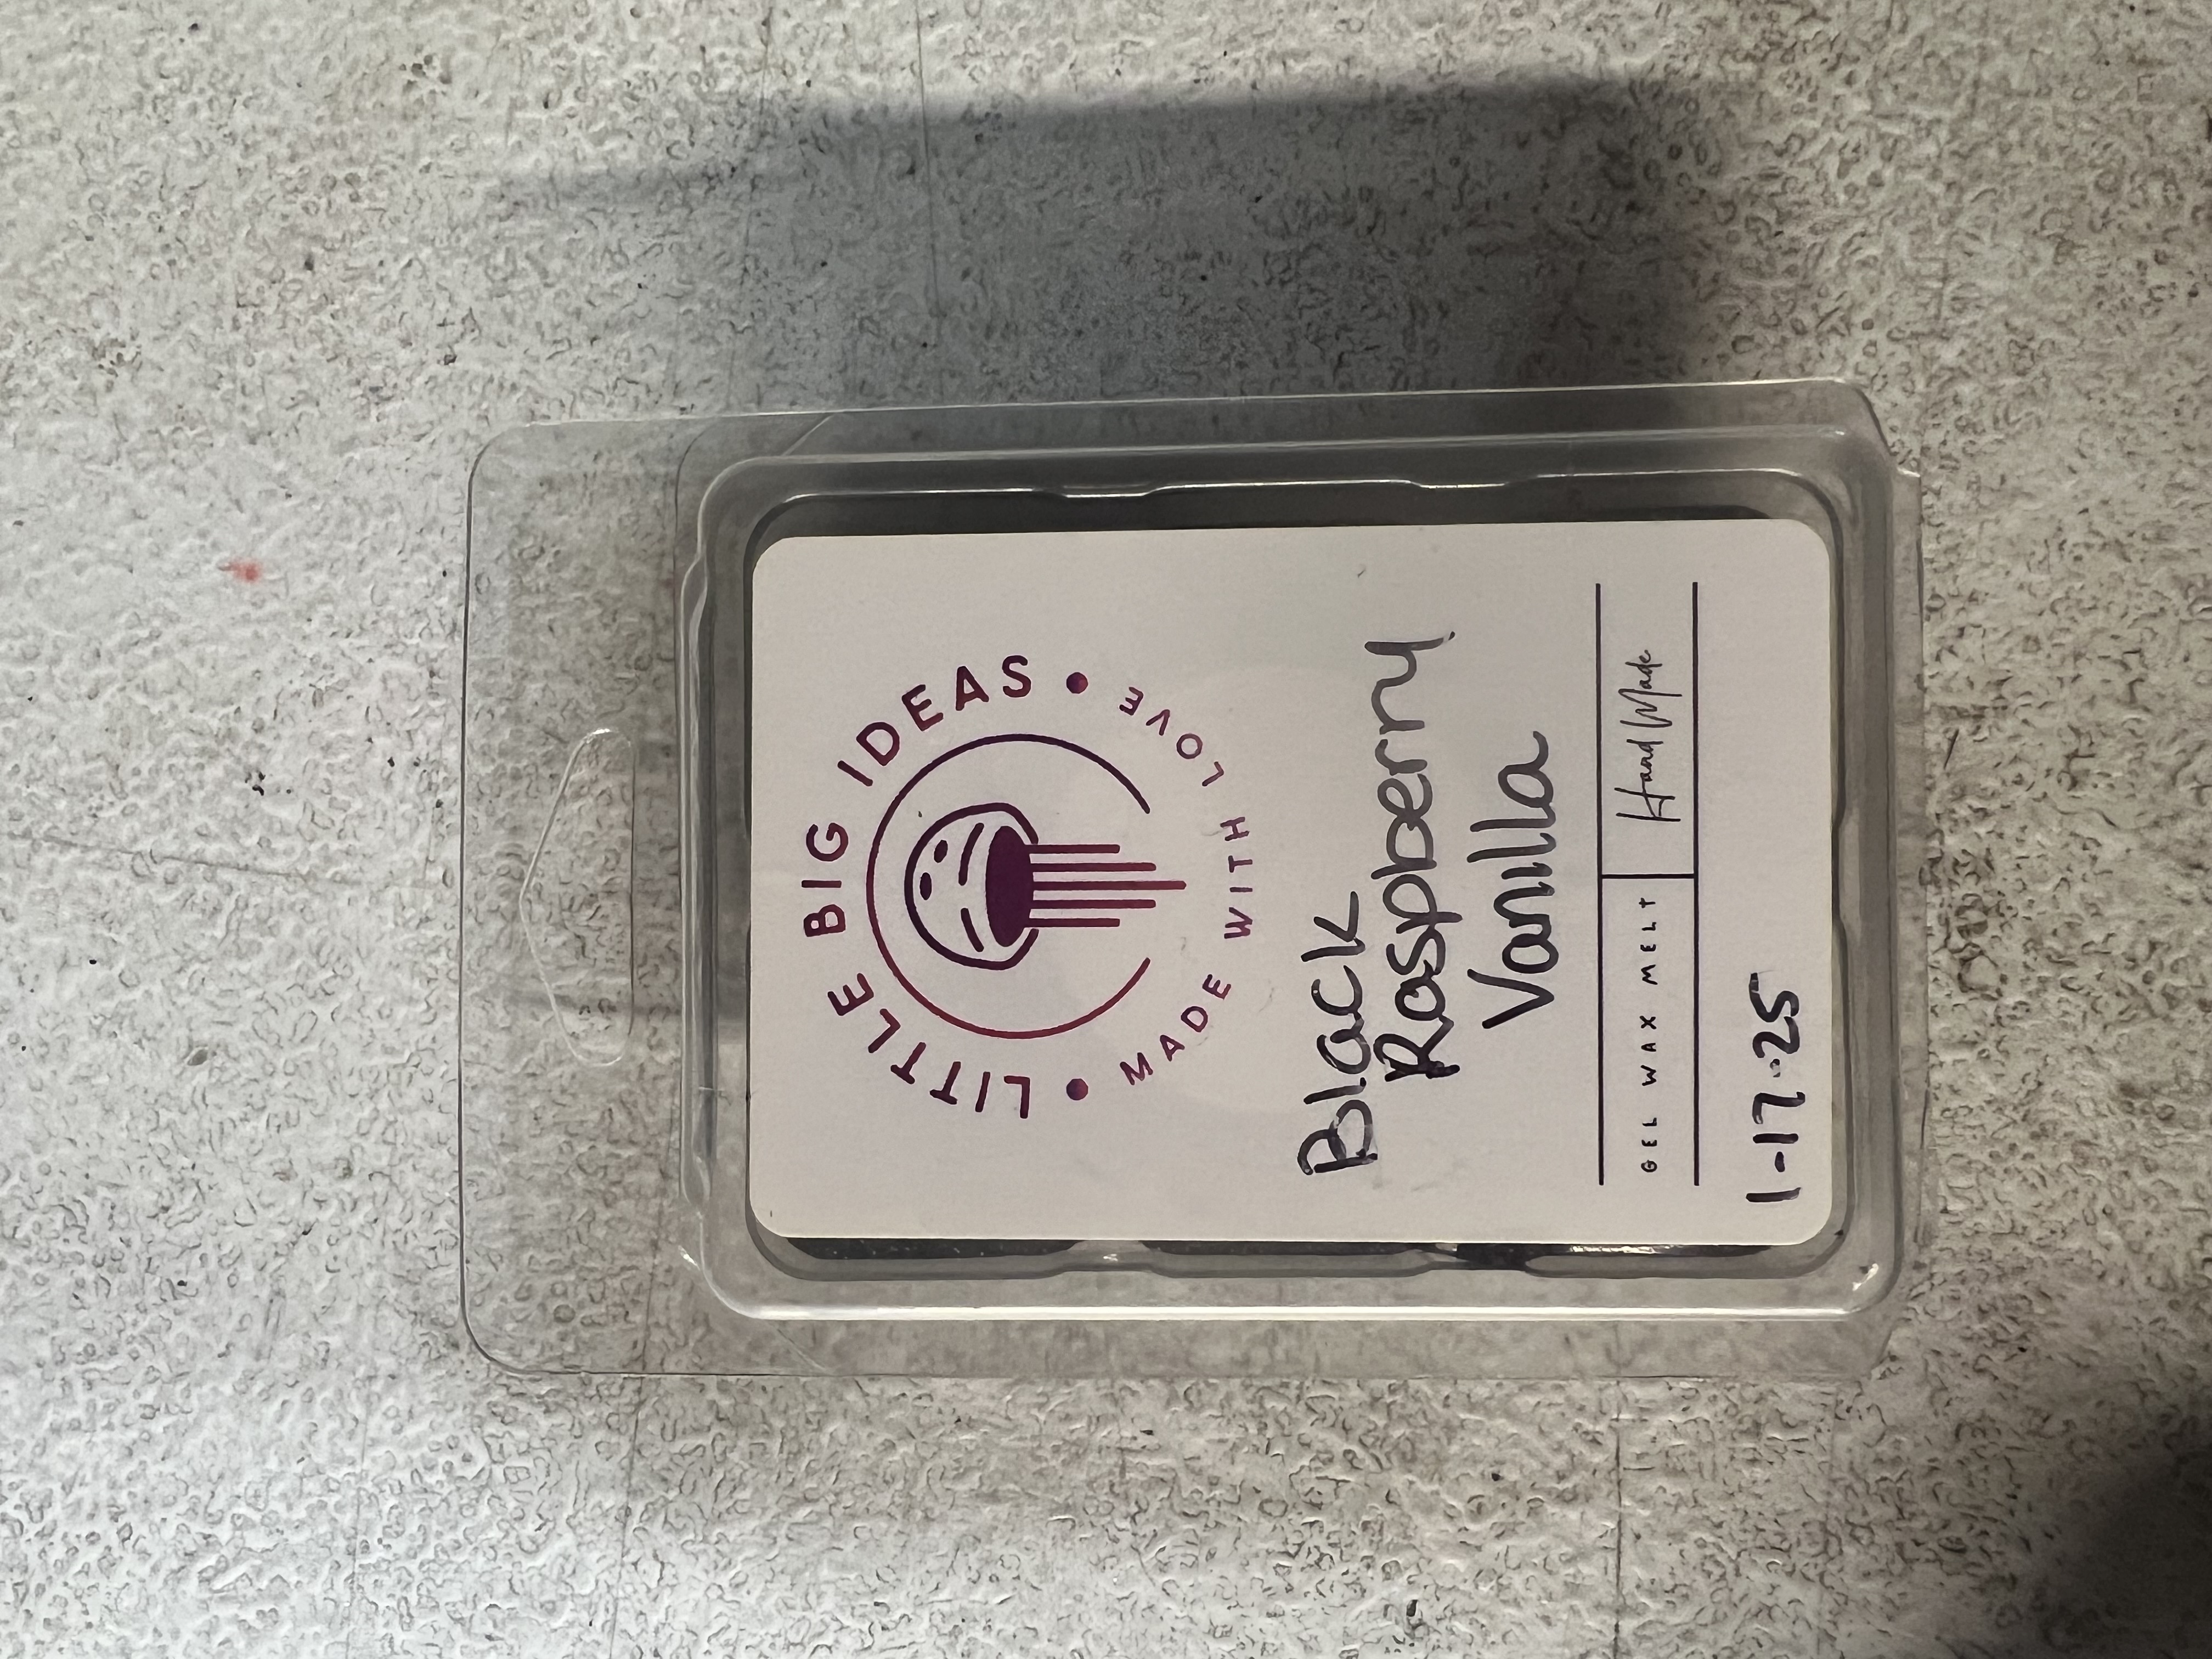 LITTLE BIG IDEAS
MADE WITH LOVE
Black
Raspberry
Vanilla
GEL WAX MELT
Hand Made
1-17-25